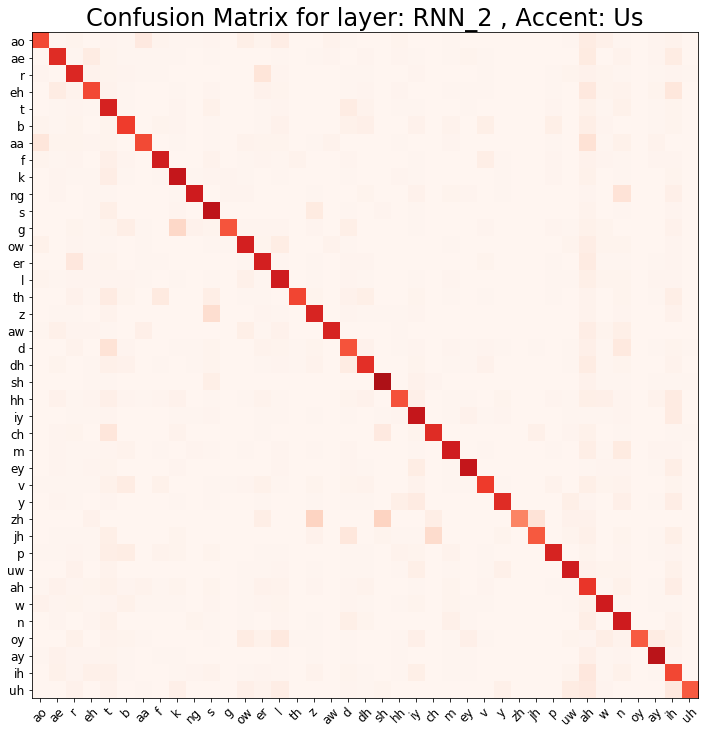 Confusion Matrix for layer: RNN_2 , Accent: Us
ao
ae
r
eh
t
b
aa
f
k
ng
s
g
ow
er
l
th
z
aw
d
dh
sh
hh
iy
ch
m
ey
v
y
zh
jh
p
uw
ah
w
n
oy
ay
ih
uh
ao ae r eh t b aa f k ng s g ow er l th z aw d dh sh hh iy ch m ey v y zh jh p uw ah w n oy ay ih uh